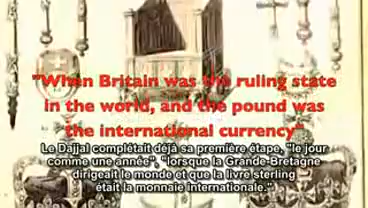 "When Britain was the ruling state
in the world, and the pound was
the international currency"
Le Dajjal complétait déjà sa première étape, "le jour
comme une année", "lorsque la Grande-Bretagne
dirigeait le monde et que la livre sterling
était la monnaie internationale."